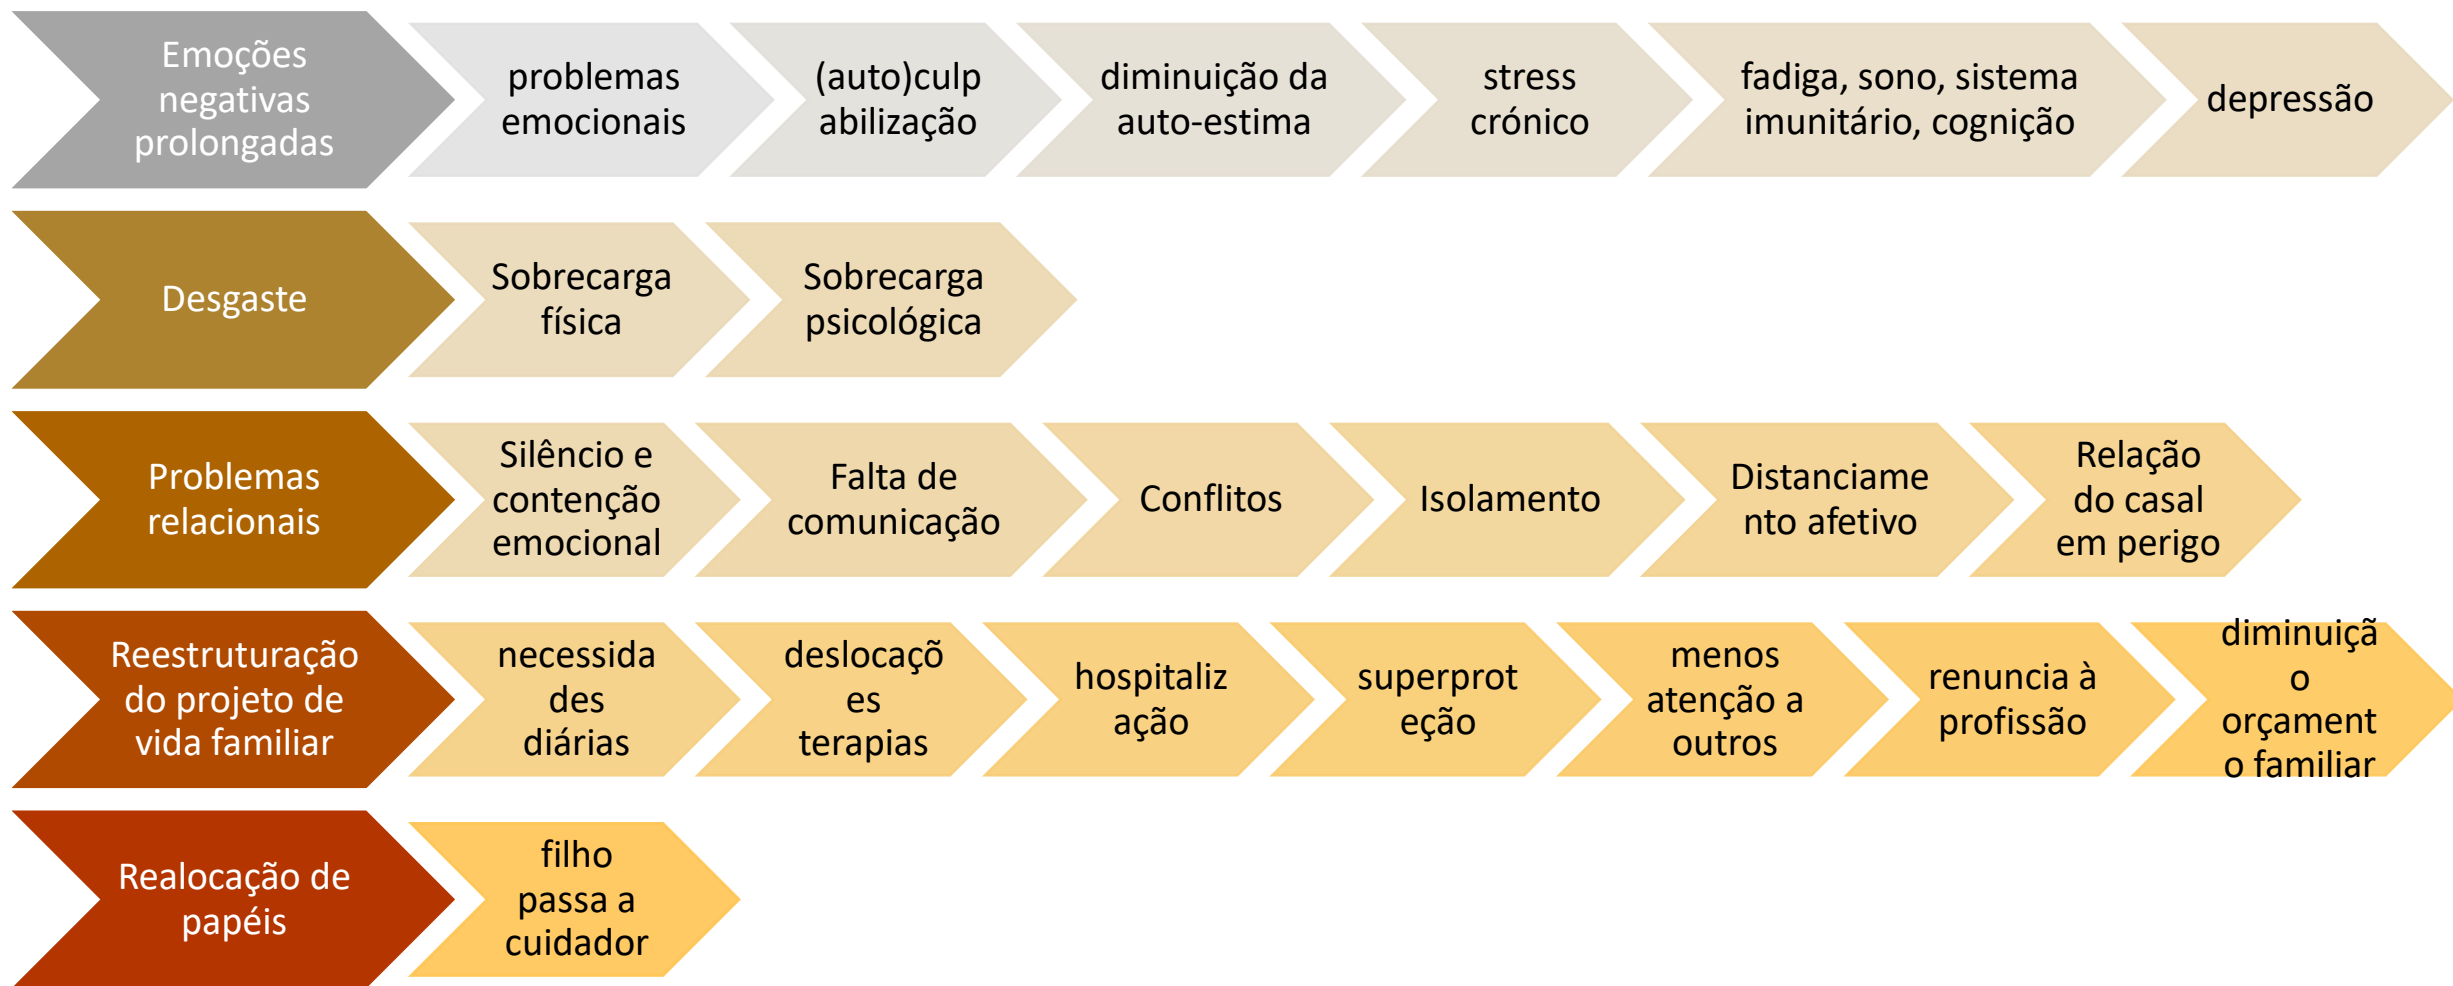 Emoções
negativas
prolongadas
problemas
emocionais
(auto)culp
abilização
diminuição da
auto-estima
stress
crónico
fadiga, sono, sistema
imunitário, cognição
depressão
Desgaste
Sobrecarga
física
Sobrecarga
psicológica
Problemas
relacionais
Silêncio e
contenção
emocional
Falta de
comunicação
Conflitos
Isolamento
Distanciame
nto afetivo
Relação
do casal
em perigo
Reestruturação
do projeto de
vida familiar
necessida
des
diárias
deslocaçõ
es
terapias
hospitaliz
ação
superprot
eção
menos
atenção a
outros
renuncia à
profissão
diminuiçã
o
orçament
o familiar
Realocação de
papéis
filho
passa a
cuidador